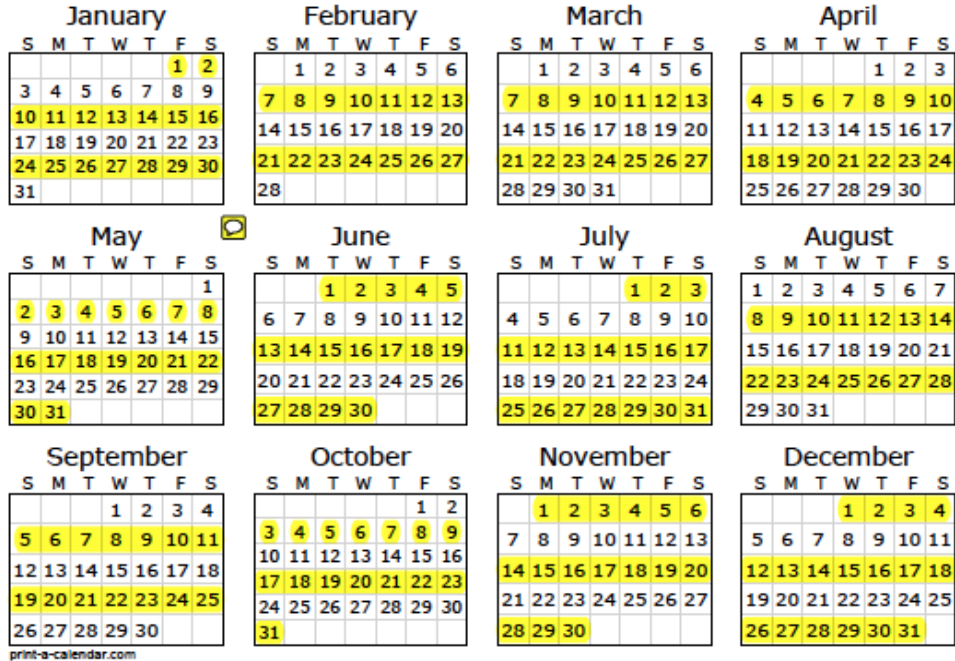 January February March April
S M T W T F S S M T W T F S S M T W T F S S M T W T F S
1 2 1 2 3 4 5 6 1 2 3 4 5 6 1 2 3
3 4 5 6 7 8 9 7 8 9 10 11 12 13 7 8 9 10 11 12 13 4 5 6 7 8 9 10
10 11 12 13 14 15 16 14 15 16 17 18 19 20 14 15 16 17 18 19 20 11 12 13 14 15 16 17
17 18 19 20 21 22 23 21 22 23 24 25 26 27 21 22 23 24 25 26 27 18 19 20 21 22 23 24
24 25 26 27 28 29 30 28 28 29 30 31 25 26 27 28 29 30
31
May June July August
S M T W T F S S M T W T F S S M T W T F S S M T W T F S
1 1 2 3 4 5 1 2 3 1 2 3 4 5 6 7
2 3 4 5 6 7 8 6 7 8 9 10 11 12 4 5 6 7 8 9 10 8 9 10 11 12 13 14
9 10 11 12 13 14 15 13 14 15 16 17 18 19 11 12 13 14 15 16 17 15 16 17 18 19 20 21
16 17 18 19 20 21 22 20 21 22 23 24 25 26 18 19 20 21 22 23 24 22 23 24 25 26 27 28
23 24 25 26 27 28 29 27 28 29 30 25 26 27 28 29 30 31 29 30 31
30 31
September October November December
S M T W T F S S M T W T F S S M T W T F S S M T W T F S
1 2 3 4 1 2 1 2 3 4 5 6 1 2 3 4
5 6 7 8 9 10 11 3 4 5 6 7 8 9 7 8 9 10 11 12 13 5 6 7 8 9 10 11
12 13 14 15 16 17 18 10 11 12 13 14 15 16 14 15 16 17 18 19 20 12 13 14 15 16 17 18
19 20 21 22 23 24 25 17 18 19 20 21 22 23 21 22 23 24 25 26 27 19 20 21 22 23 24 25
26 27 28 29 30 24 25 26 27 28 29 30 28 29 30 26 27 28 29 30 31
31
print-a-calendar.com